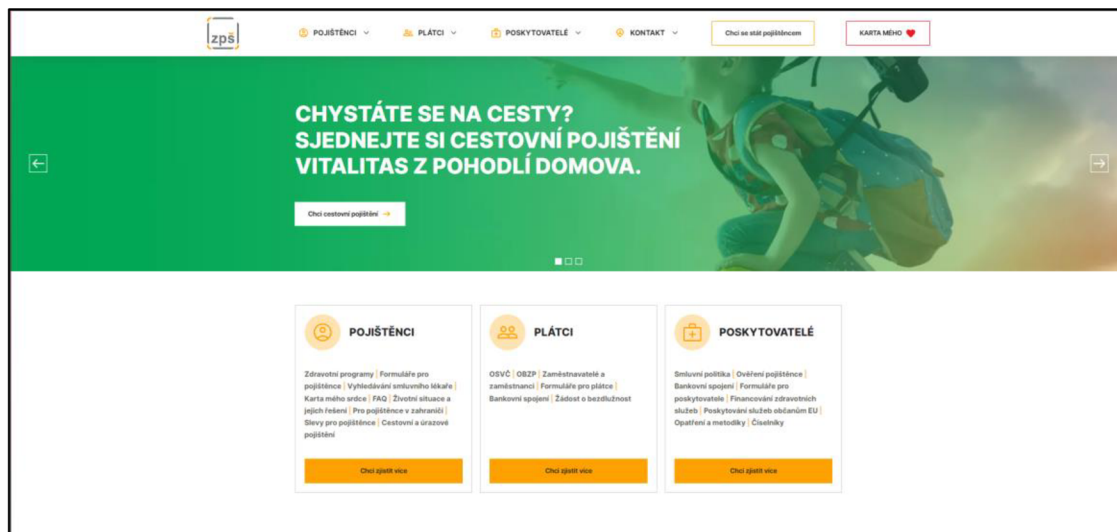 zpš
POJIŠTĚNCI
PLÁTCI
POSKYTOVATELÉ
KONTAKT
Chci se stát pojištěncem
KARTA MÉHO
CHYSTÁTE SE NA CESTY?
SJEDNEJTE SI CESTOVNÍ POJIŠTĚNÍ
VITALITAS Z POHODLÍ DOMOVA.
Chci cestovní pojištění →
POJIŠTĚNCI
Zdravotní programy | Formuláře pro
pojištěnce | Vyhledávání smluvního lékaře |
Karta mého srdce | FAQ | Životní situace a
jejich řešení | Pro pojištěnce v zahraničí |
Slevy pro pojištěnce | Cestovní a úrazové
pojištění
Chci zjistit více
PLÁTCI
OSVČ | OBZP | Zaměstnavatelé a
zaměstnanci | Formuláře pro plátce |
Bankovní spojení | Žádost o bezdlužnost
Chci zjistit více
POSKYTOVATELÉ
Smluvní politika | Ověření pojištěnce |
Bankovní spojení | Formuláře pro
poskytovatele | Financování zdravotních
služeb | Poskytování služeb občanům EU |
Opatření a metodiky | Číselníky
Chci zjistit více